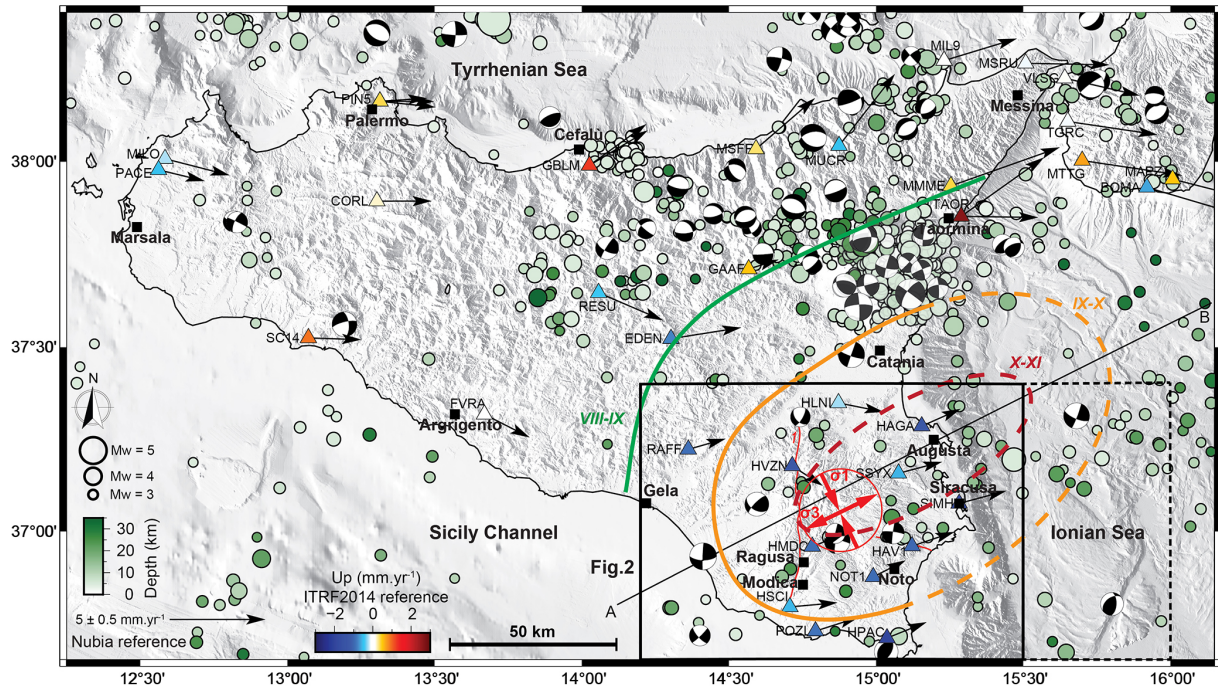 Tyrrhenian Sea
MIL9
MSRU
VLSG
Messina
PIN5
Palermo
Cefalù
TGRC
38°00'
MILO
PACE
GBLM
MSFF
MUCR
MTTG
BOMA
CORL
MMME
TAOR
Taormina
Marsala
GAAF
RESU
IX-X
B
37°30'
SC14
EDEN
Catania
X-XI
N
FVRA
Argrigento
VIII-IX
HLNI
HAGA
Augusta
Mw = 5
Mw = 4
Mw = 3
RAFF
HVZN
SSYX
σ1
Siracusa
SIMH
Gela
σ3
37°00'
Sicily Channel
Ionian Sea
30
20
10
0
Depth (km)
Fig.2
HMDC
Ragusa
HAV1
Modica
NOT1
Noto
A
HSCI
POZL
HPAC
Up (mm.yr⁻¹)
ITRF2014 reference
−2 0 2
5 ± 0.5 mm.yr⁻¹
Nubia reference
50 km
12°30' 13°00' 13°30' 14°00' 14°30' 15°00' 15°30' 16°00'